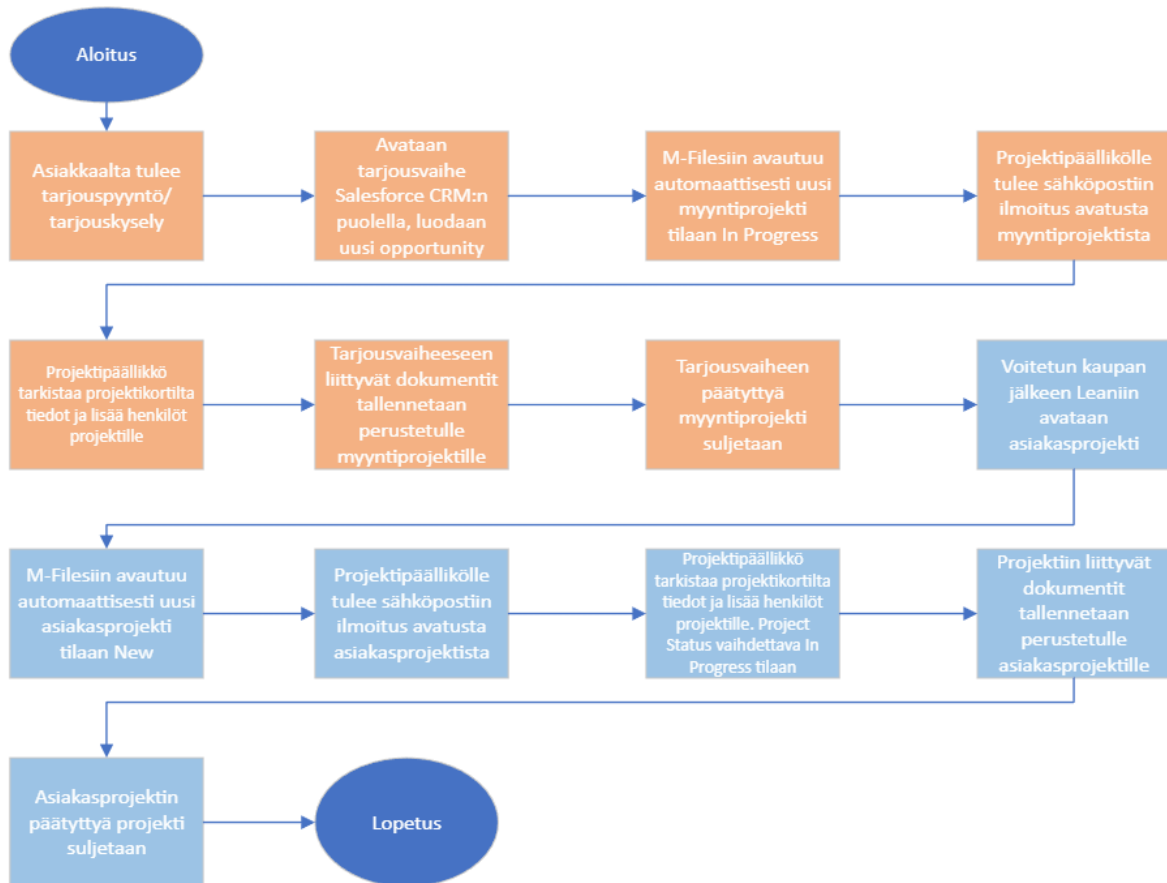 Aloitus
Asiakkaalta tulee
tarjouspyyntö/
tarjouskysely
Avataan
tarjousvaihe
Salesforce CRM:n
puolella, luodaan
uusi opportunity
M-Filesiin avautuu
automaattisesti uusi
myyntiprojekti
tilaan In Progress
Projektipäällikölle
tulee sähköpostiin
ilmoitus avatusta
myyntiprojektista
Projektipäällikkö
tarkistaa projektikortilta
tiedot ja lisää henkilöt
projektille
Tarjousvaiheeseen
liittyvät dokumentit
tallennetaan
perustetulle
myyntiprojektille
Tarjousvaiheen
päätyttyä
myyntiprojekti
suljetaan
Voitetun kaupan
jälkeen Leaniin
avataan
asiakasprojekti
M-Filesiin avautuu
automaattisesti uusi
asiakasprojekti
tilaan New
Projektipäällikölle
tulee sähköpostiin
ilmoitus avatusta
asiakasprojektista
Projektipäällikkö
tarkistaa projektikortilta
tiedot ja lisää henkilöt
projektille. Project
Status vaihdettava In
Progress tilaan
Projektiin liittyvät
dokumentit
tallennetaan
perustetulle
asiakasprojektille
Asiakasprojektin
päätyttyä projekti
suljetaan
Lopetus